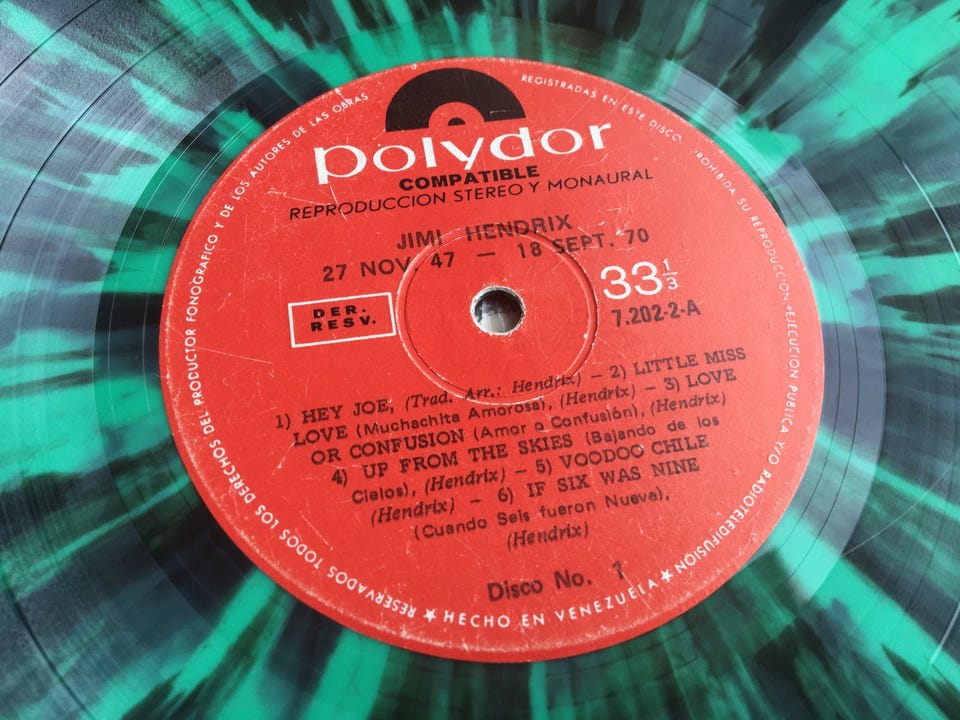 polydor
COMPATIBLE
REPRODUCCION STEREO Y MONAURAL
JIMI HENDRIX
27 NOV 47 — 18 SEPT. 70
DER.
RESV.
33 1/3
7.202-2-A
1) HEY JOE, (Trad. Arr.: Hendrix) – 2) LITTLE MISS
LOVE (Muchachita Amorosa), (Hendrix) – 3) LOVE
OR CONFUSION (Amor o Confusión), (Hendrix)
4) UP FROM THE SKIES (Bajando de los
Cielos), (Hendrix) – 5) VOODOO CHILE
(Hendrix) – 6) IF SIX WAS NINE
(Cuando Seis fueron Nueve),
(Hendrix)
Disco No. 1
RESERVADOS TODOS LOS DERECHOS DEL PRODUCTOR FONOGRAFICO Y DE LOS AUTORES DE LAS OBRAS
REGISTRADAS EN ESTE DISCO. PROHIBIDA SU REPRODUCCION • EJECUCION PUBLICA Y/O RADIOTELEDIFUSION
★ HECHO EN VENEZUELA ★